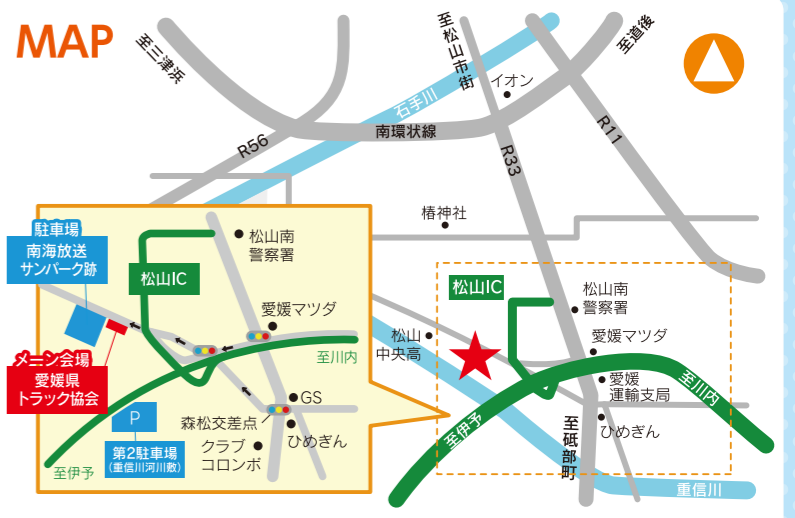 MAP
至三津浜
至松山市街
至道後
イオン
石手川
南環状線
R56
R33
R11
椿神社
駐車場
南海放送
サンパーク跡
松山IC
松山南
警察署
愛媛マツダ
至川内
メーン会場
愛媛県
トラック協会
GS
森松交差点
ひめぎん
クラブ
コロンボ
P
第2駐車場
(重信川河川敷)
至伊予
松山IC
松山南
警察署
松山
中央高
愛媛マツダ
愛媛
運輸支局
至川内
至伊予
至砥部町
ひめぎん
重信川